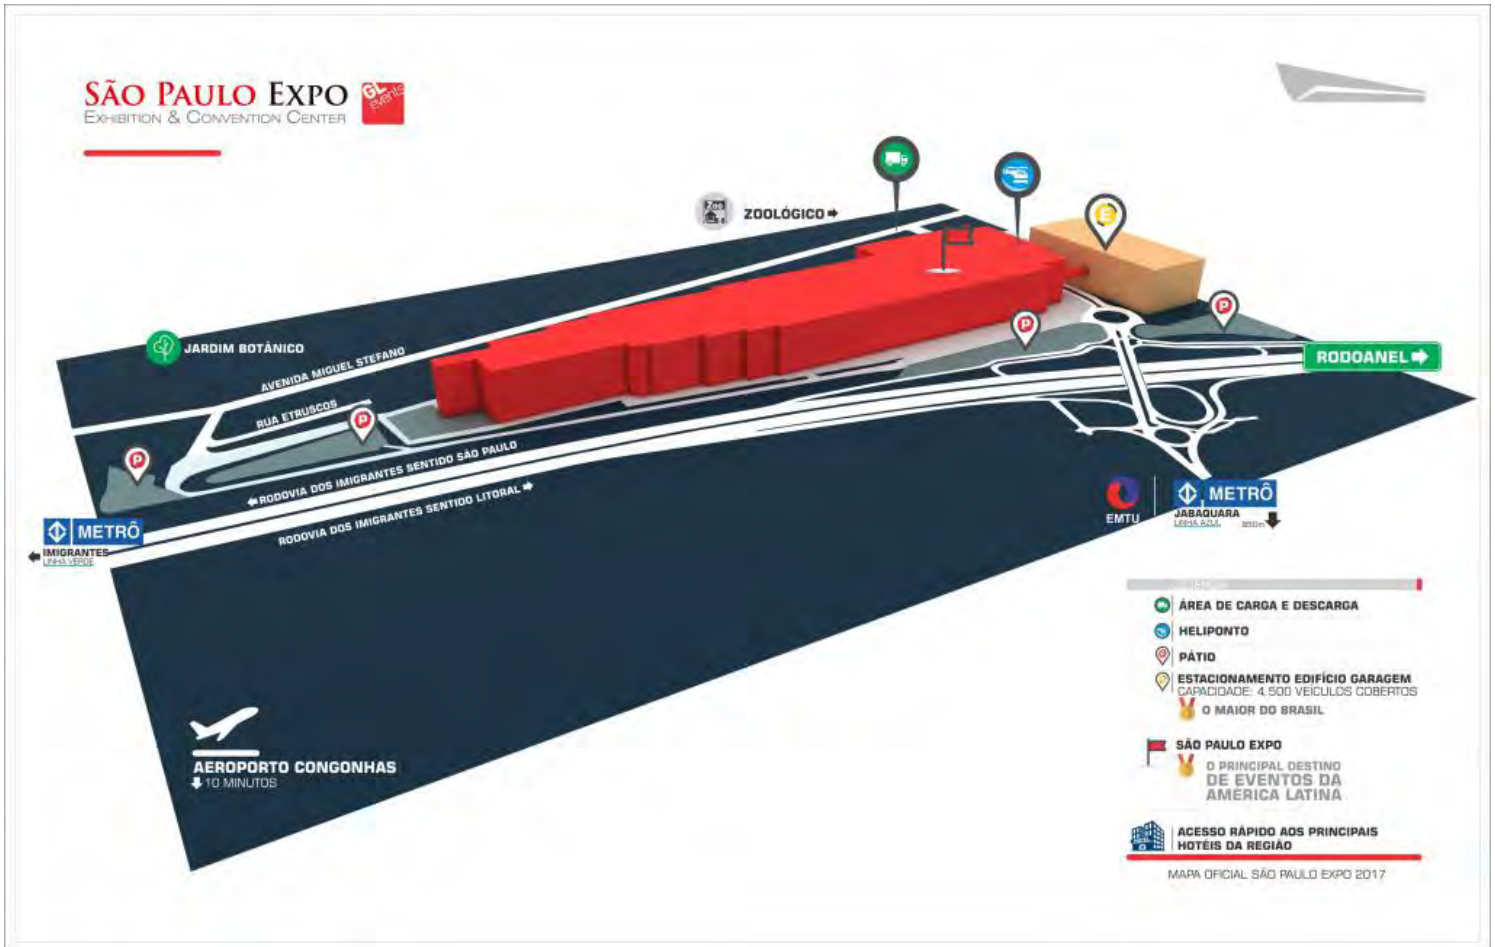 SÃO PAULO EXPO
EXHIBITION & CONVENTION CENTER
GL
events
Zoo
ZOOLÓGICO
E
P
P
JARDIM BOTÂNICO
AVENIDA MIGUEL STEFANO
RODOANEL
RUA ETRUSCOS
P
P
RODOVIA DOS IMIGRANTES SENTIDO SÃO PAULO
RODOVIA DOS IMIGRANTES SENTIDO LITORAL
METRÔ
IMIGRANTES
LINHA VERDE
EMTU
METRÔ
JABAQUARA
LINHA AZUL
ÁREA DE CARGA E DESCARGA
HELIPONTO
P
PÁTIO
ESTACIONAMENTO EDIFÍCIO GARAGEM
CAPACIDADE: 4.500 VEÍCULOS COBERTOS
O MAIOR DO BRASIL
SÃO PAULO EXPO
O PRINCIPAL DESTINO
DE EVENTOS DA
AMÉRICA LATINA
ACESSO RÁPIDO AOS PRINCIPAIS
HOTÉIS DA REGIÃO
MAPA OFICIAL SÃO PAULO EXPO 2017
AEROPORTO CONGONHAS
10 MINUTOS